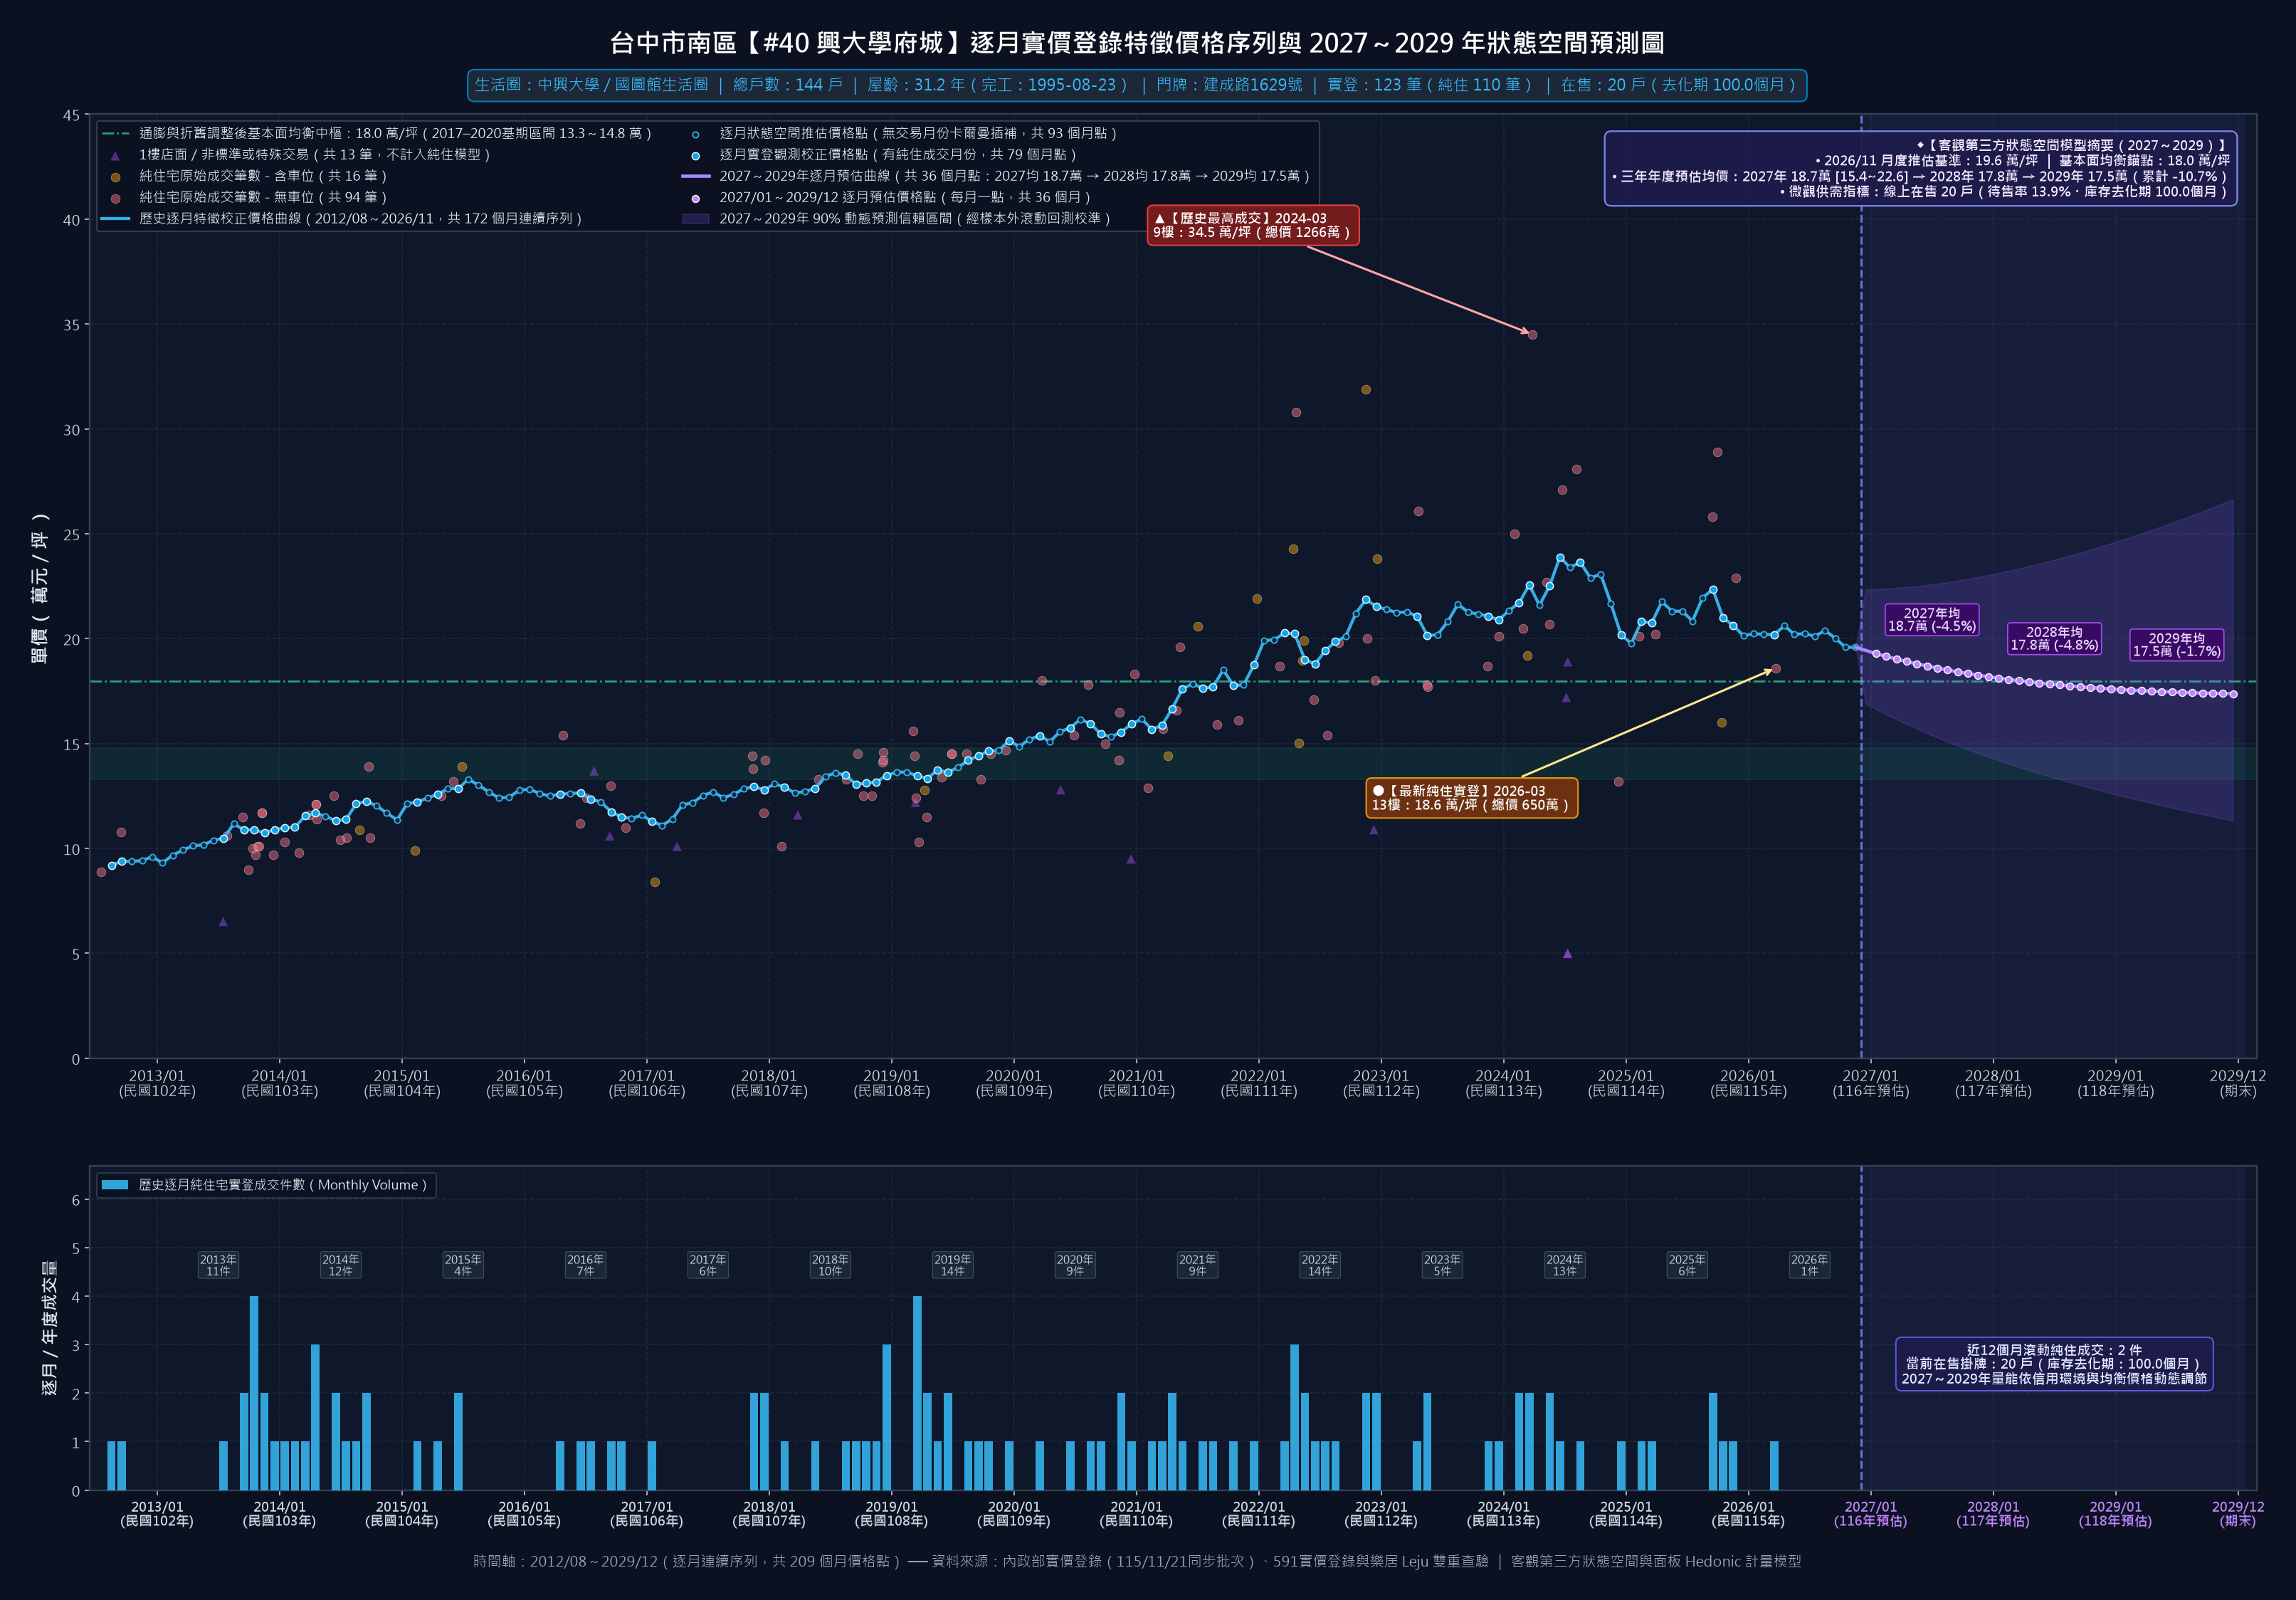 台中市南區【#40 興大學府城】逐月實價登錄特徵價格序列與 2027～2029 年狀態空間預測圖
生活圈：中興大學 / 國圖館生活圈 ｜ 總戶數：144 戶 ｜ 屋齡：31.2 年 ( 完工：1995-08-23 ) ｜ 門牌：建成路1629號 ｜ 實登：123 筆 ( 純住 110 筆 ) ｜ 在售：20 戶 ( 去化期 100.0個月 )
通膨與折舊調整後基本面均衡中樞：18.0 萬/坪 ( 2017–2020基期區間 13.3～14.8 萬 )
1樓店面 / 非標準或特殊交易 ( 共 13 筆，不計入純住模型 )
純住宅原始成交筆數 - 含車位 ( 共 16 筆 )
純住宅原始成交筆數 - 無車位 ( 共 94 筆 )
歷史逐月特徵校正價格曲線 ( 2012/08～2026/11，共 172 個月連續序列 )
逐月狀態空間推估價格點 ( 無交易月份卡爾曼插補，共 93 個月點 )
逐月實登觀測校正價格點 ( 有純住成交月份，共 79 個月點 )
2027～2029年逐月預估曲線 ( 共 36 個月點：2027均 18.7萬 → 2028均 17.8萬 → 2029均 17.5萬 )
2027/01～2029/12 逐月預估價格點 ( 每月一點，共 36 個月 )
2027～2029年 90% 動態預測信賴區間 ( 經樣本外滾動回測校準 )
◆【 客觀第三方狀態空間模型摘要 ( 2027～2029 ) 】
• 2026/11 月度推估基準：19.6 萬/坪 ｜ 基本面均衡錨點：18.0 萬/坪
• 三年年度預估均價：2027年 18.7萬 [15.4~22.6] → 2028年 17.8萬 → 2029年 17.5萬 ( 累計 -10.7% )
• 微觀供需指標：線上在售 20 戶 ( 待售率 13.9%．庫存去化期 100.0個月 )
▲【 歷史最高成交 】2024-03
9樓：34.5 萬/坪 ( 總價 1266萬 )
●【 最新純住實登 】2026-03
13樓：18.6 萬/坪 ( 總價 650萬 )
2027年均
18.7萬 (-4.5%)
2028年均
17.8萬 (-4.8%)
2029年均
17.5萬 (-1.7%)
單價 ( 萬元 / 坪 )
45
40
35
30
25
20
15
10
5
0
2013/01
(民國102年)
2014/01
(民國103年)
2015/01
(民國104年)
2016/01
(民國105年)
2017/01
(民國106年)
2018/01
(民國107年)
2019/01
(民國108年)
2020/01
(民國109年)
2021/01
(民國110年)
2022/01
(民國111年)
2023/01
(民國112年)
2024/01
(民國113年)
2025/01
(民國114年)
2026/01
(民國115年)
2027/01
(116年預估)
2028/01
(117年預估)
2029/01
(118年預估)
2029/12
(期末)
歷史逐月純住宅實登成交件數 ( Monthly Volume )
逐月 / 年度成交量
6
5
4
3
2
1
0
2013年
11件
2014年
12件
2015年
4件
2016年
7件
2017年
6件
2018年
10件
2019年
14件
2020年
9件
2021年
9件
2022年
14件
2023年
5件
2024年
13件
2025年
6件
2026年
1件
近12個月滾動純住成交：2 件
當前在售掛牌：20 戶 ( 庫存去化期：100.0個月 )
2027～2029年量能依信用環境與均衡價格動態調節
2013/01
(民國102年)
2014/01
(民國103年)
2015/01
(民國104年)
2016/01
(民國105年)
2017/01
(民國106年)
2018/01
(民國107年)
2019/01
(民國108年)
2020/01
(民國109年)
2021/01
(民國110年)
2022/01
(民國111年)
2023/01
(民國112年)
2024/01
(民國113年)
2025/01
(民國114年)
2026/01
(民國115年)
2027/01
(116年預估)
2028/01
(117年預估)
2029/01
(118年預估)
2029/12
(期末)
時間軸：2012/08～2029/12 ( 逐月連續序列，共 209 個月價格點 ) ── 資料來源：內政部實價登錄 ( 115/11/21同步批次 ) 、591實價登錄與樂居 Leju 雙重查驗 ｜ 客觀第三方狀態空間與面板 Hedonic 計量模型